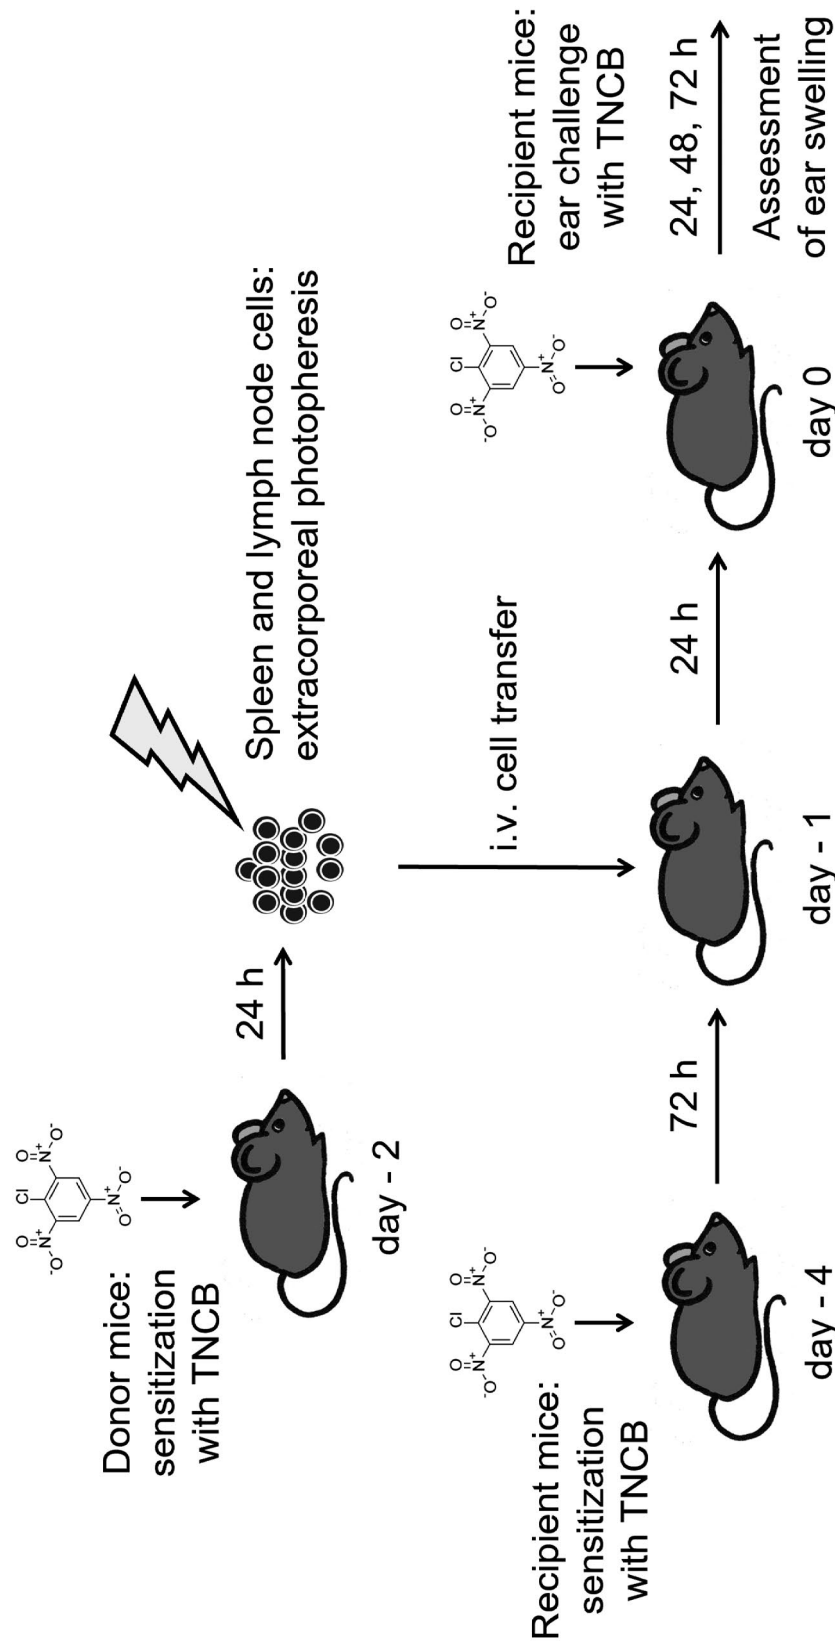 Donor mice:
sensitization
with TNCB
O
N+
O-
Cl
O
N+
O-
N+
O
O-
day - 2
24 h
Spleen and lymph node cells:
extracorporeal photopheresis
i.v. cell transfer
Recipient mice:
sensitization
with TNCB
O
N+
O-
Cl
O
N+
O-
N+
O
O-
day - 4
72 h
day - 1
24 h
O
N+
O-
Cl
O
N+
O-
N+
O
O-
day 0
Recipient mice:
ear challenge
with TNCB
24, 48, 72 h
Assessment
of ear swelling